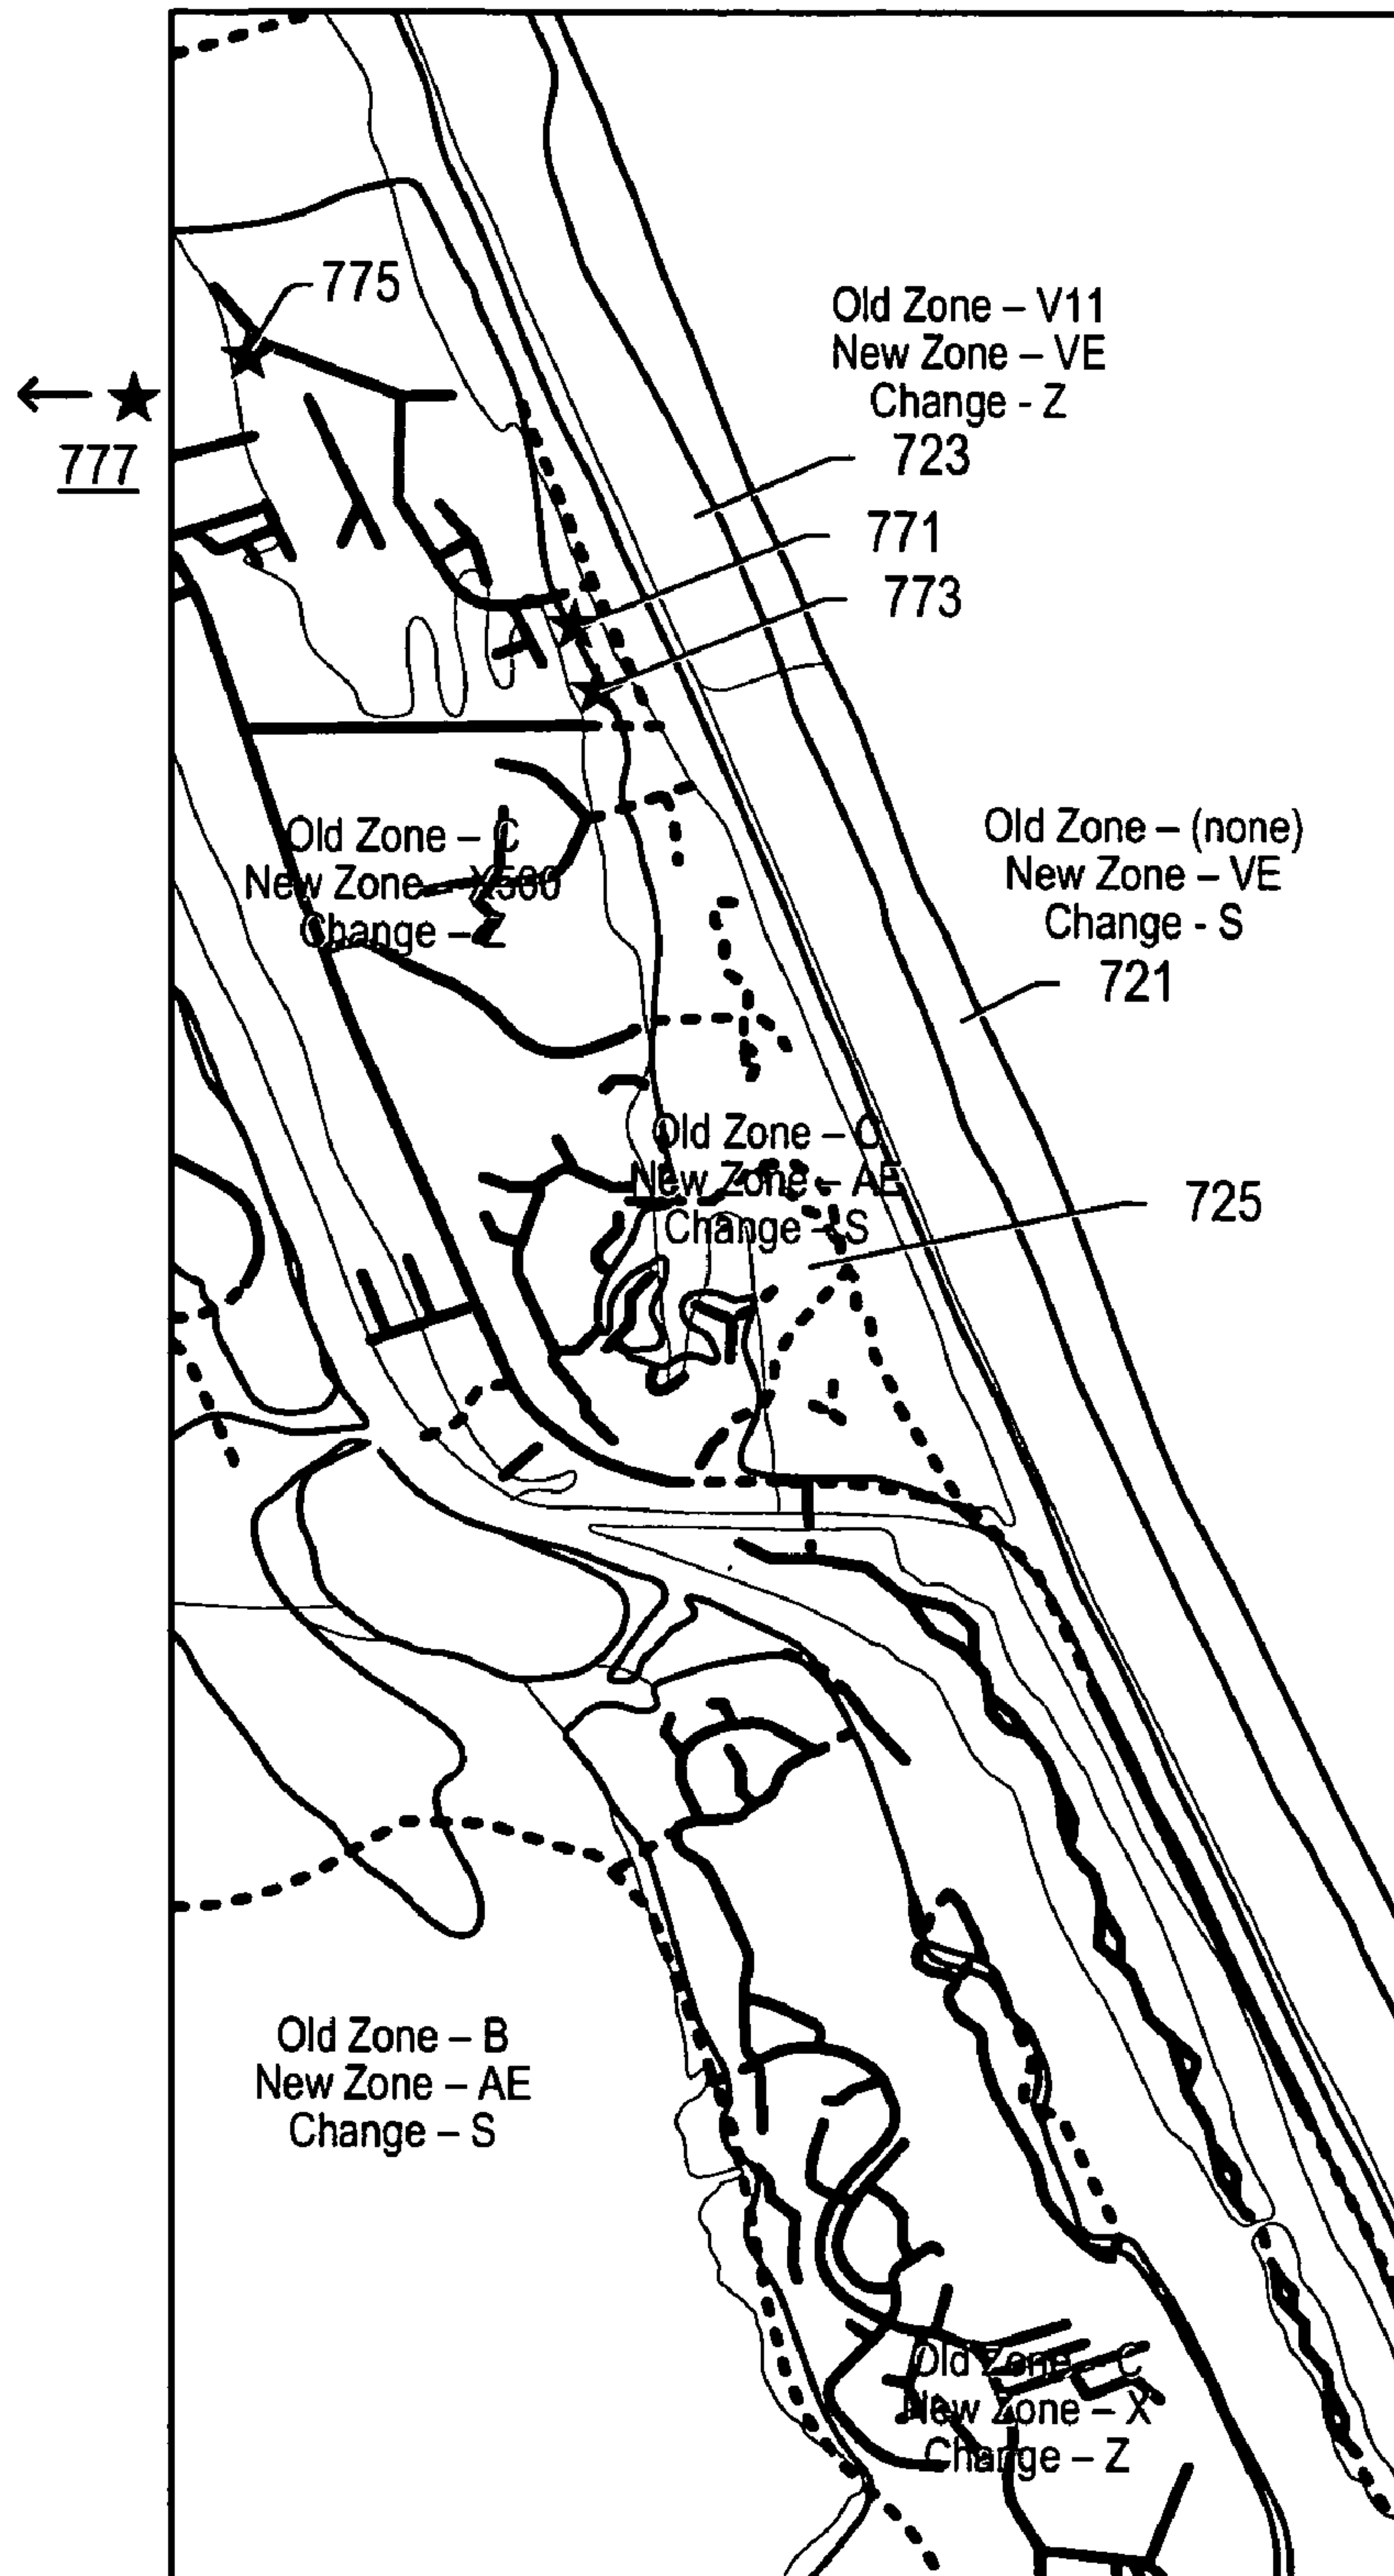 775
Old Zone – V11
New Zone – VE
Change - Z
723
777
771
773
Old Zone – C
New Zone – X500
Change – Z
Old Zone – (none)
New Zone – VE
Change - S
721
Old Zone – C
New Zone – AE
Change – S
725
Old Zone – B
New Zone – AE
Change – S
Old Zone – C
New Zone – X
Change – Z